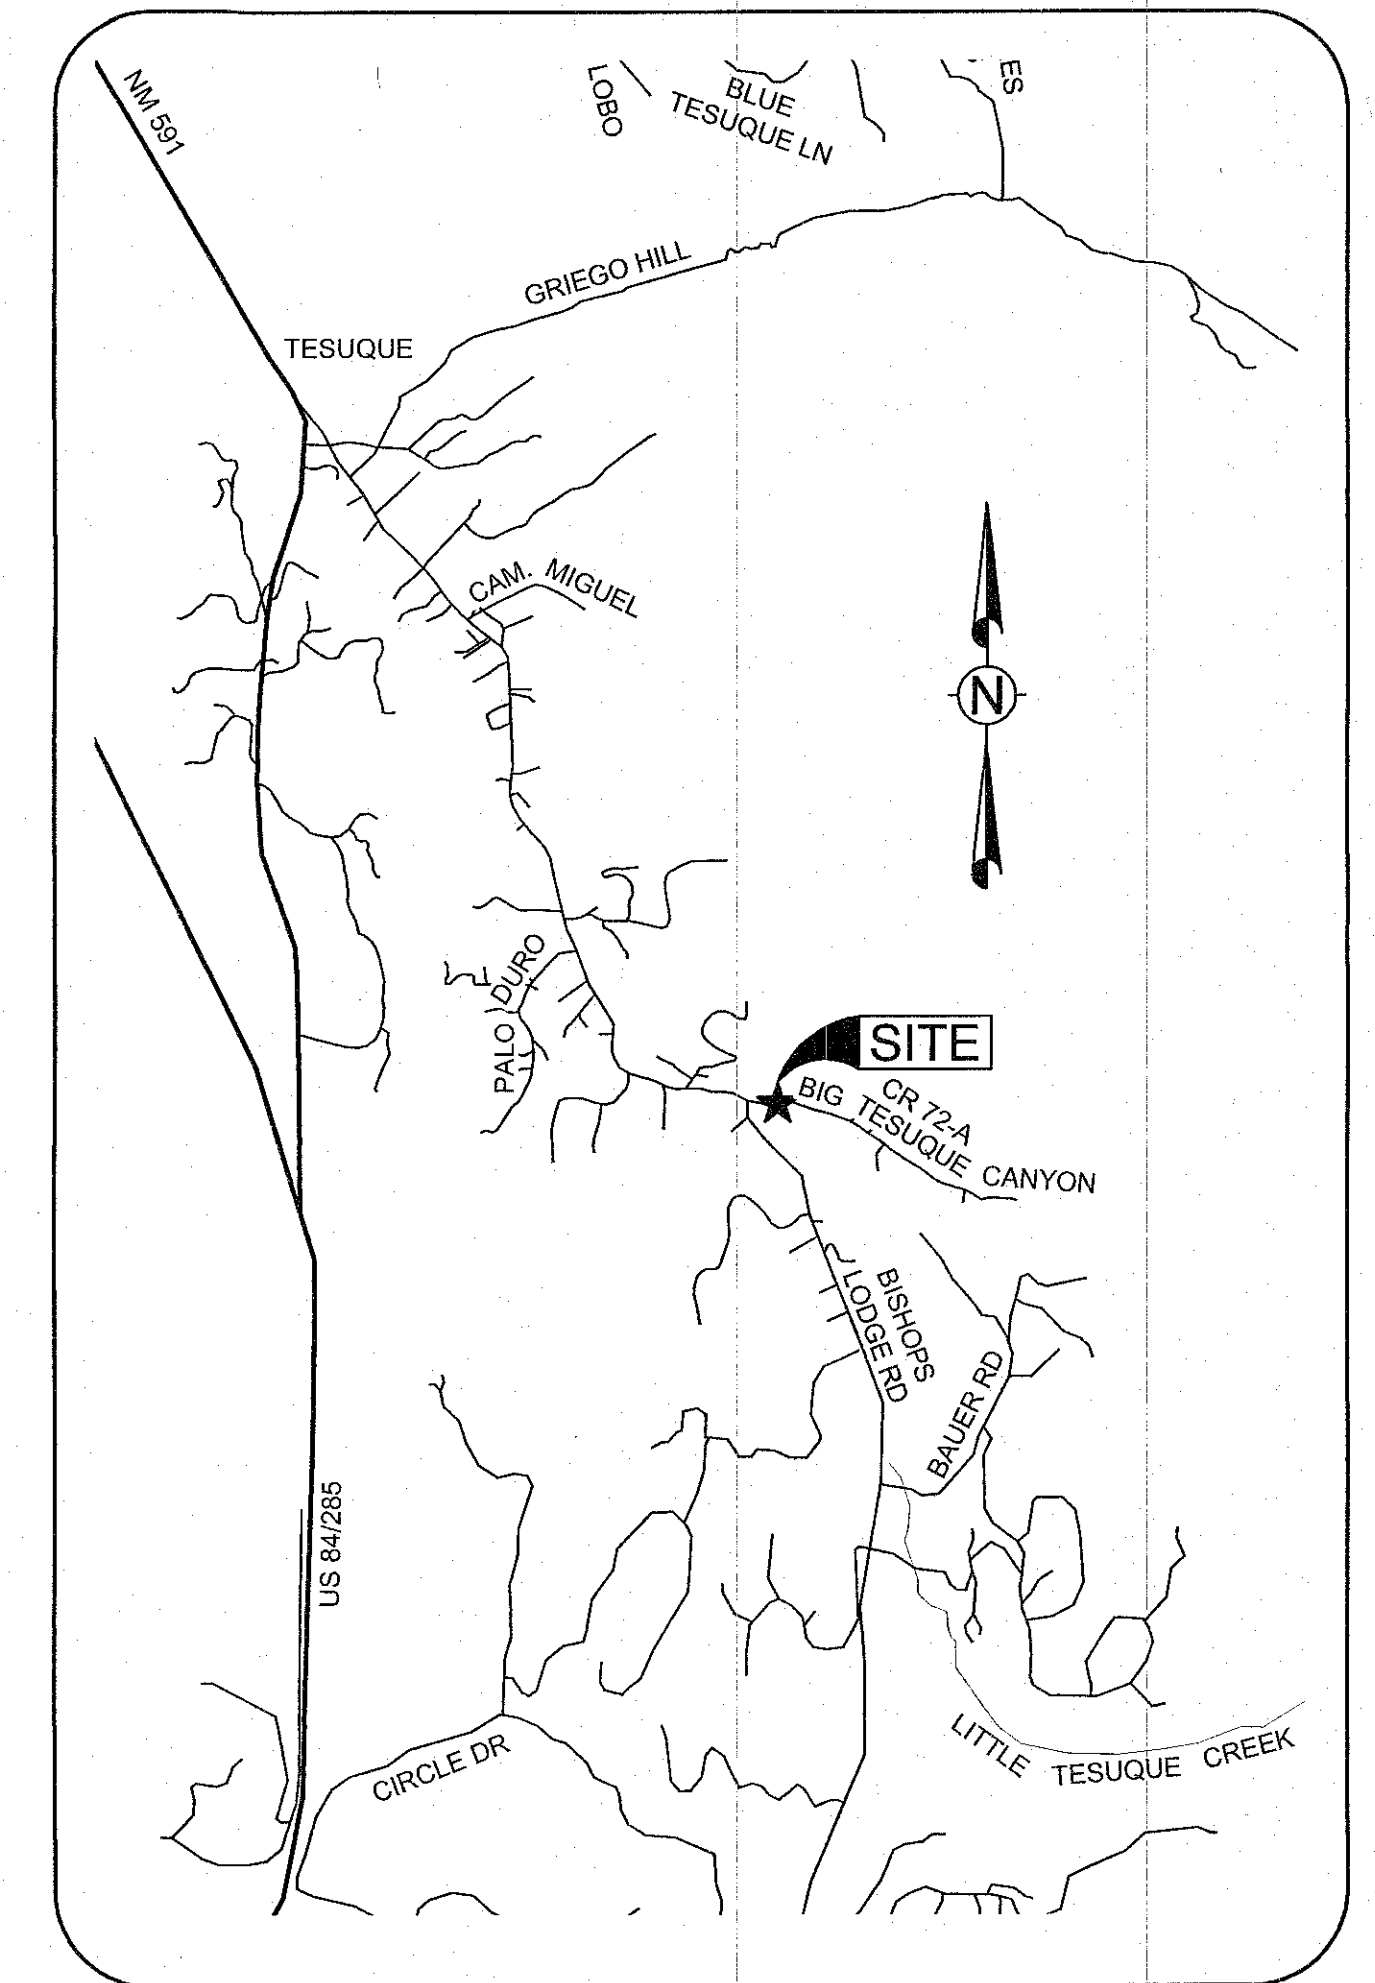 NM 591
LOBO
BLUE
TESUQUE LN
ES
GRIEGO HILL
TESUQUE
CAM. MIGUEL
N
PALO DURO
SITE
CR 72-A
BIG TESUQUE CANYON
BISHOPS
LODGE RD
BAUER RD
US 84/285
CIRCLE DR
LITTLE TESUQUE CREEK